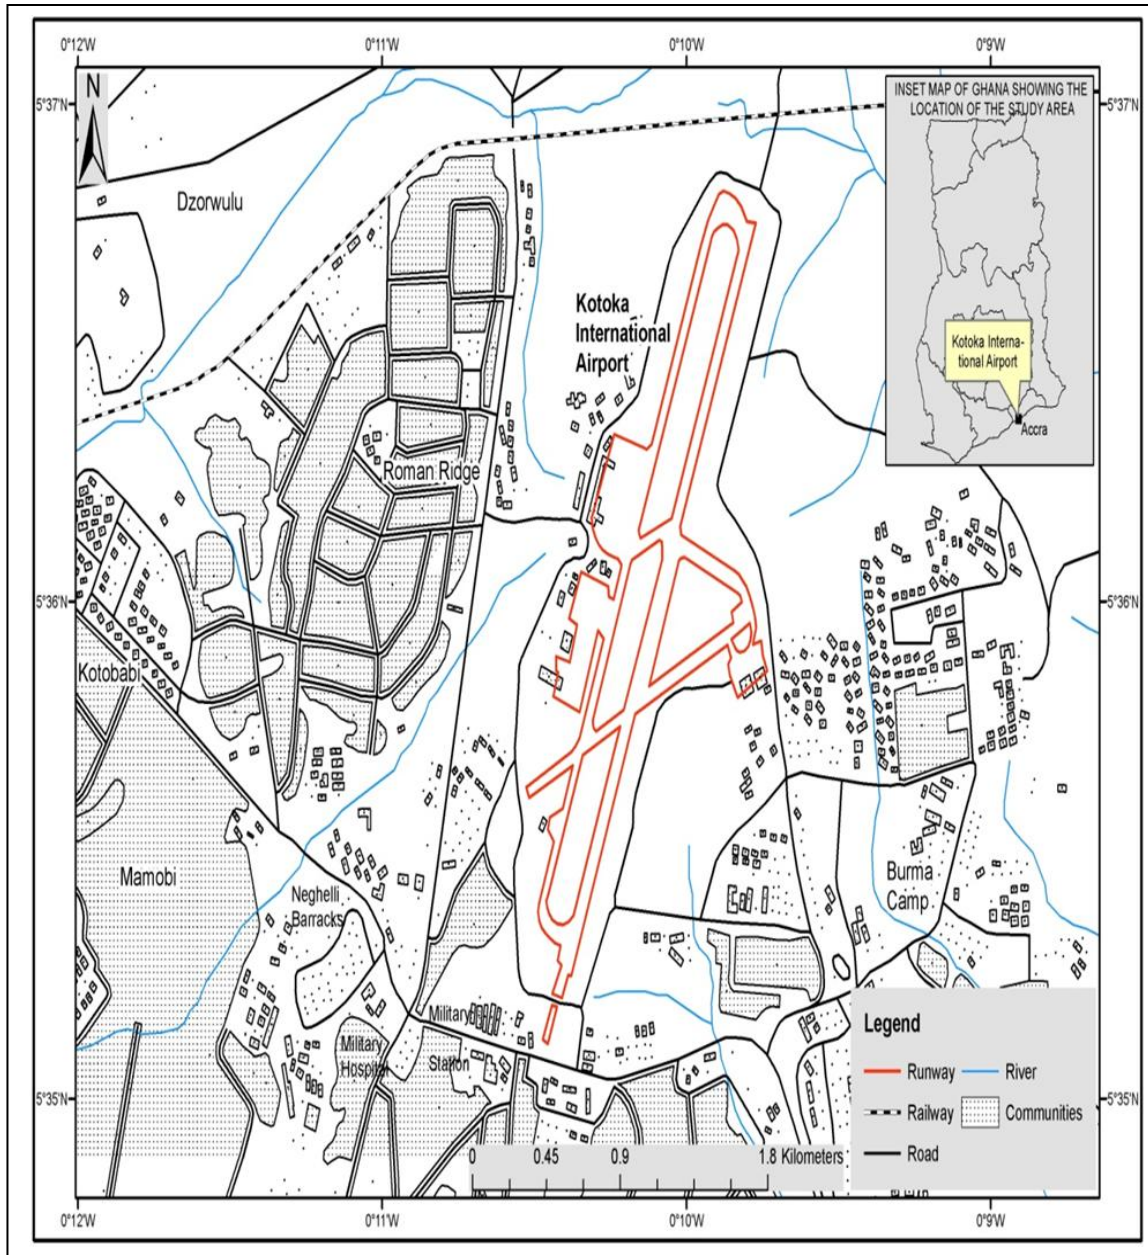 0°12'W
0°11'W
0°10'W
0°9'W
5°37'N
5°37'N
N
INSET MAP OF GHANA SHOWING THE
LOCATION OF THE STUDY AREA
Dzorwulu
Kotoka
International
Airport
Kotoka Interna-
tional Airport
Accra
Roman Ridge
5°36'N
5°36'N
Kotobabi
Mamobi
Neghelli
Barracks
Burma
Camp
Military
Station
Military
Hospital
Legend
Runway
River
Railway
Communities
Road
5°35'N
5°35'N
0
0.45
0.9
1.8 Kilometers
0°12'W
0°11'W
0°10'W
0°9'W